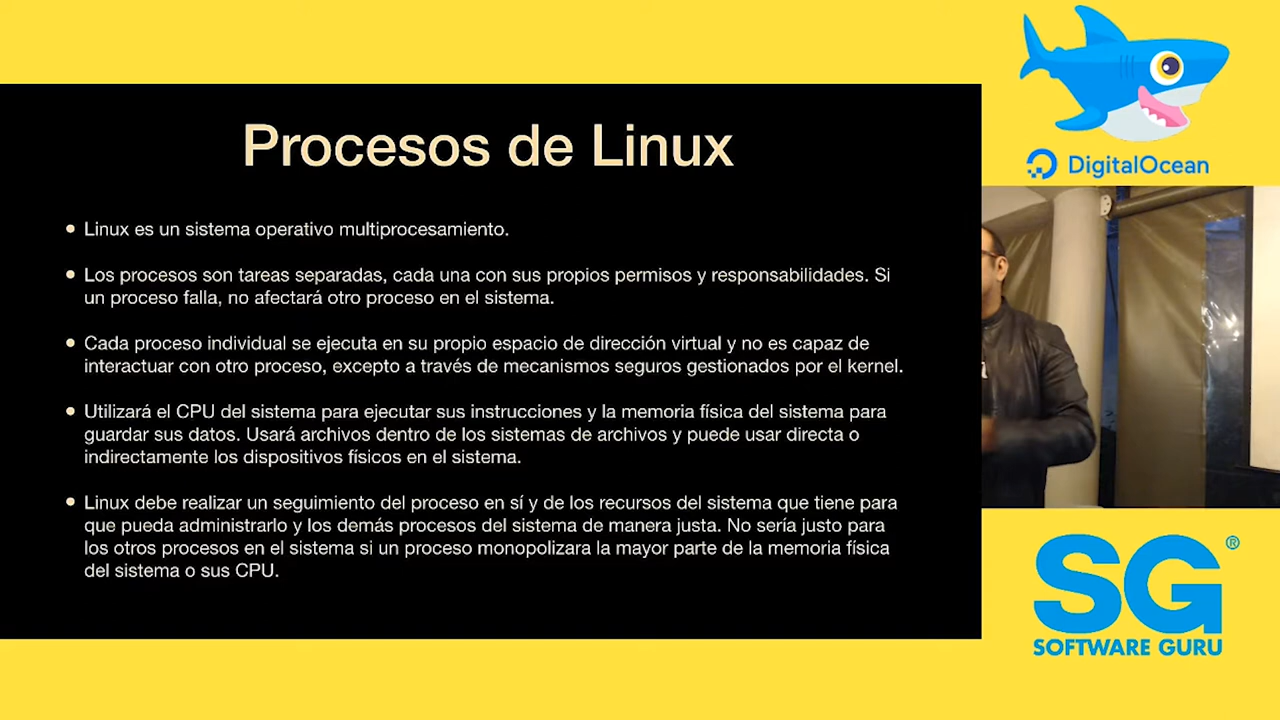 Procesos de Linux
Linux es un sistema operativo multiprocesamiento.
Los procesos son tareas separadas, cada una con sus propios permisos y responsabilidades. Si
un proceso falla, no afectará otro proceso en el sistema.
Cada proceso individual se ejecuta en su propio espacio de dirección virtual y no es capaz de
interactuar con otro proceso, excepto a través de mecanismos seguros gestionados por el kernel.
Utilizará el CPU del sistema para ejecutar sus instrucciones y la memoria física del sistema para
guardar sus datos. Usará archivos dentro de los sistemas de archivos y puede usar directa o
indirectamente los dispositivos físicos en el sistema.
Linux debe realizar un seguimiento del proceso en sí y de los recursos del sistema que tiene para
que pueda administrarlo y los demás procesos del sistema de manera justa. No sería justo para
los otros procesos en el sistema si un proceso monopolizara la mayor parte de la memoria física
del sistema o sus CPU.
DigitalOcean
SG®
SOFTWARE GURU